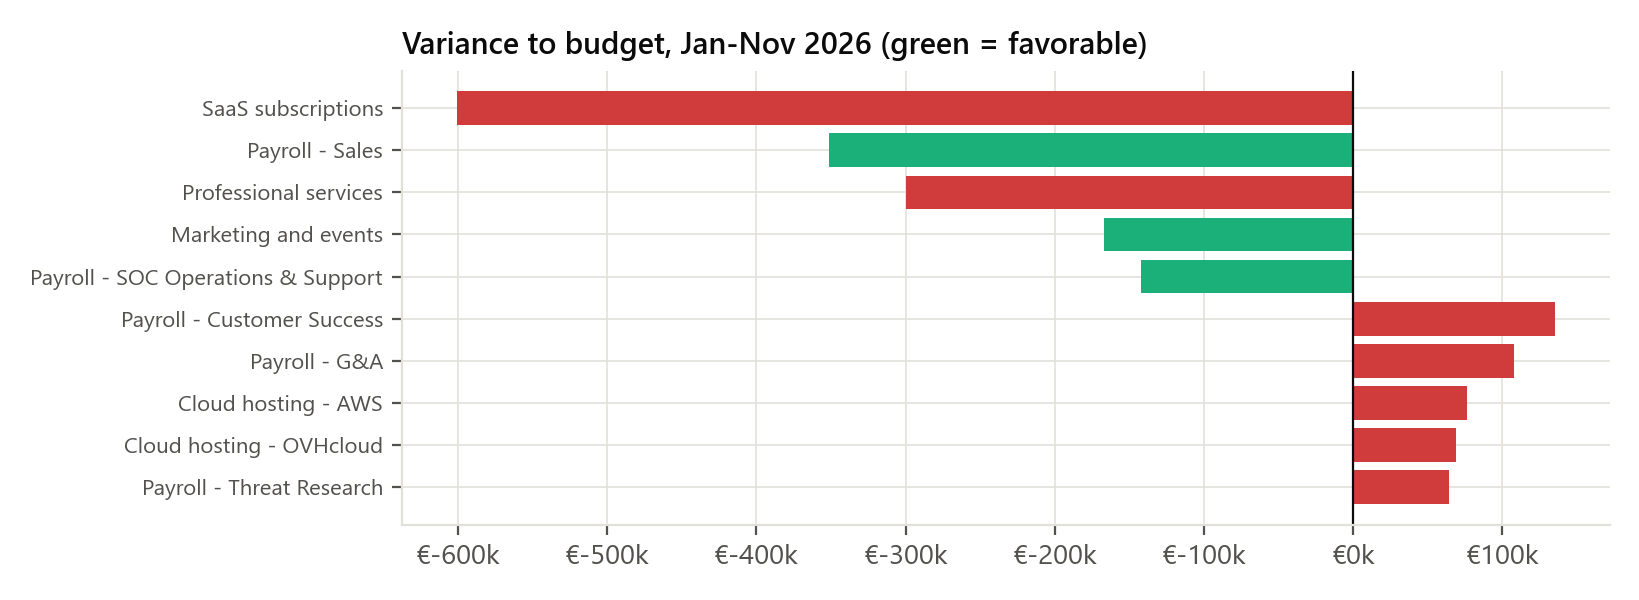 Variance to budget, Jan-Nov 2026 (green = favorable)
SaaS subscriptions
Payroll - Sales
Professional services
Marketing and events
Payroll - SOC Operations & Support
Payroll - Customer Success
Payroll - G&A
Cloud hosting - AWS
Cloud hosting - OVHcloud
Payroll - Threat Research
€-600k €-500k €-400k €-300k €-200k €-100k €0k €100k